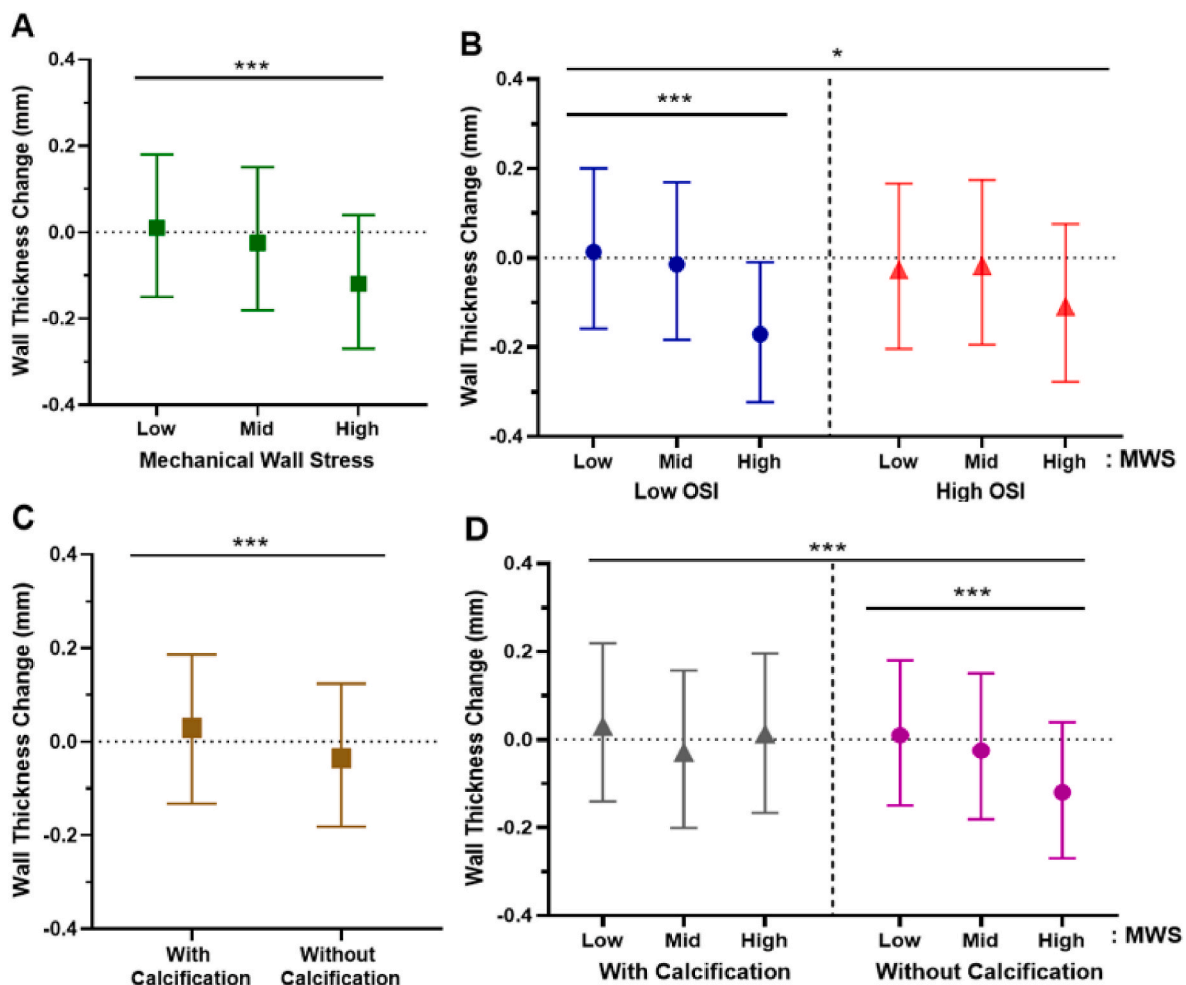 A
***
0.4
0.2
0.0
-0.2
-0.4
Wall Thickness Change (mm)
Low Mid High
Mechanical Wall Stress
B
*
***
0.4
0.2
0.0
-0.2
-0.4
Wall Thickness Change (mm)
Low Mid High Low Mid High : MWS
Low OSI High OSI
C
***
0.4
0.2
0.0
-0.2
-0.4
Wall Thickness Change (mm)
With Without
Calcification Calcification
D
***
***
0.4
0.2
0.0
-0.2
-0.4
Wall Thickness Change (mm)
Low Mid High Low Mid High : MWS
With Calcification Without Calcification